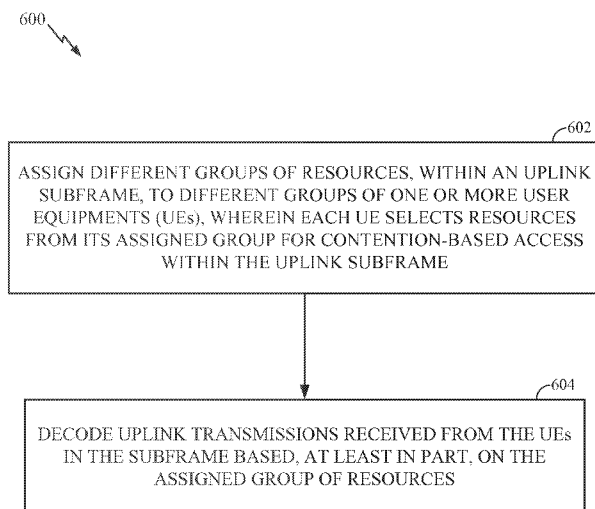 600
602
ASSIGN DIFFERENT GROUPS OF RESOURCES, WITHIN AN UPLINK
SUBFRAME, TO DIFFERENT GROUPS OF ONE OR MORE USER
EQUIPMENTS (UEs), WHEREIN EACH UE SELECTS RESOURCES
FROM ITS ASSIGNED GROUP FOR CONTENTION-BASED ACCESS
WITHIN THE UPLINK SUBFRAME
604
DECODE UPLINK TRANSMISSIONS RECEIVED FROM THE UEs
IN THE SUBFRAME BASED, AT LEAST IN PART, ON THE
ASSIGNED GROUP OF RESOURCES